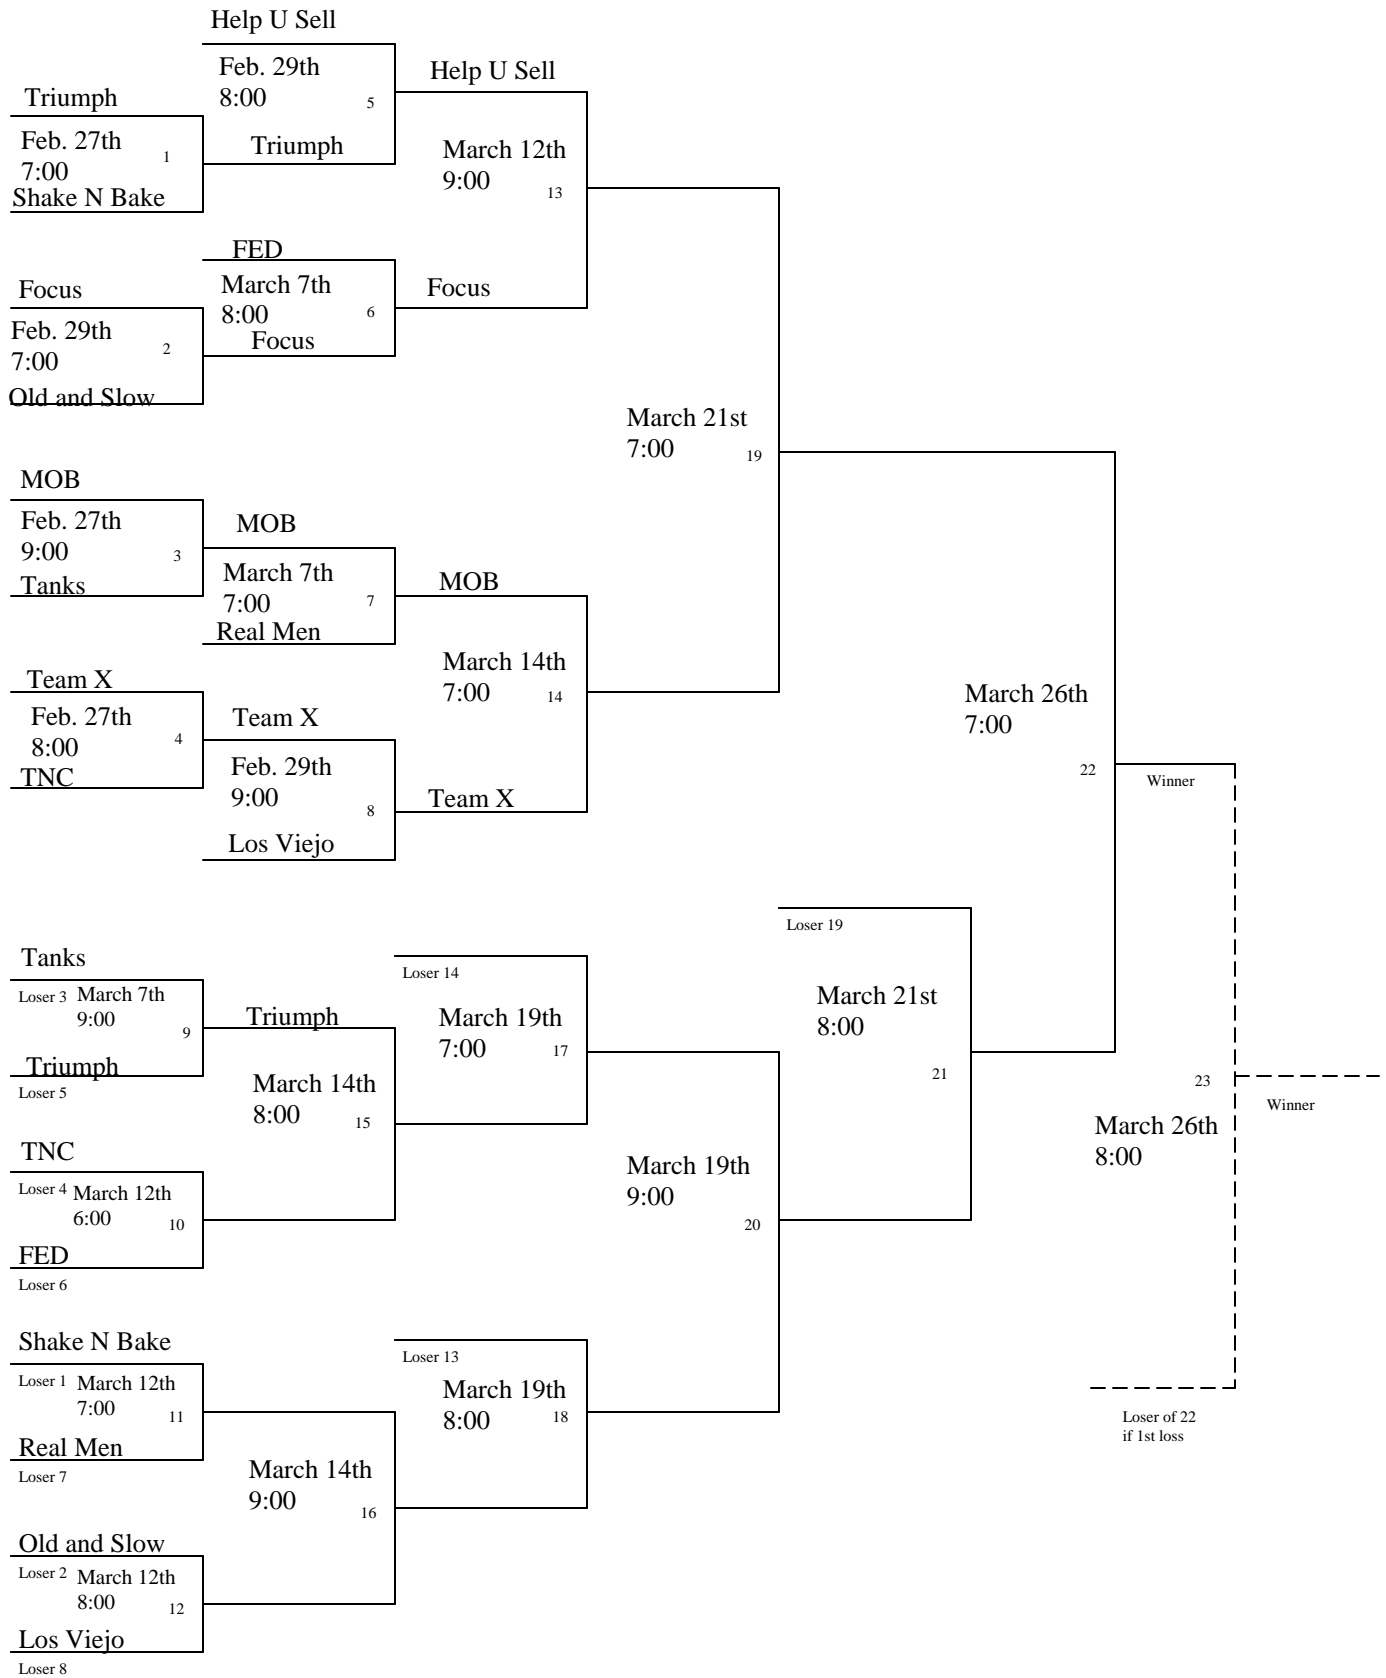 Help U Sell
Feb. 29th
8:00
5
Help U Sell
Triumph
Feb. 27th
7:00
1
Triumph
Shake N Bake
March 12th
9:00
13
FED
Focus
March 7th
8:00
6
Focus
Feb. 29th
7:00
2
Focus
Old and Slow
March 21st
7:00
19
MOB
Feb. 27th
9:00
3
MOB
Tanks
March 7th
7:00
7
MOB
Real Men
March 14th
7:00
14
Team X
Feb. 27th
8:00
4
Team X
TNC
Feb. 29th
9:00
8
Team X
Los Viejo
March 26th
7:00
22
Winner
Loser 19
Tanks
Loser 3
March 7th
9:00
9
Triumph
Triumph
Loser 5
Loser 14
March 19th
7:00
17
March 21st
8:00
21
March 14th
8:00
15
23
Winner
March 26th
8:00
TNC
Loser 4
March 12th
6:00
10
FED
Loser 6
March 19th
9:00
20
Shake N Bake
Loser 1
March 12th
7:00
11
Real Men
Loser 7
Loser 13
March 19th
8:00
18
Loser of 22
if 1st loss
March 14th
9:00
16
Old and Slow
Loser 2
March 12th
8:00
12
Los Viejo
Loser 8